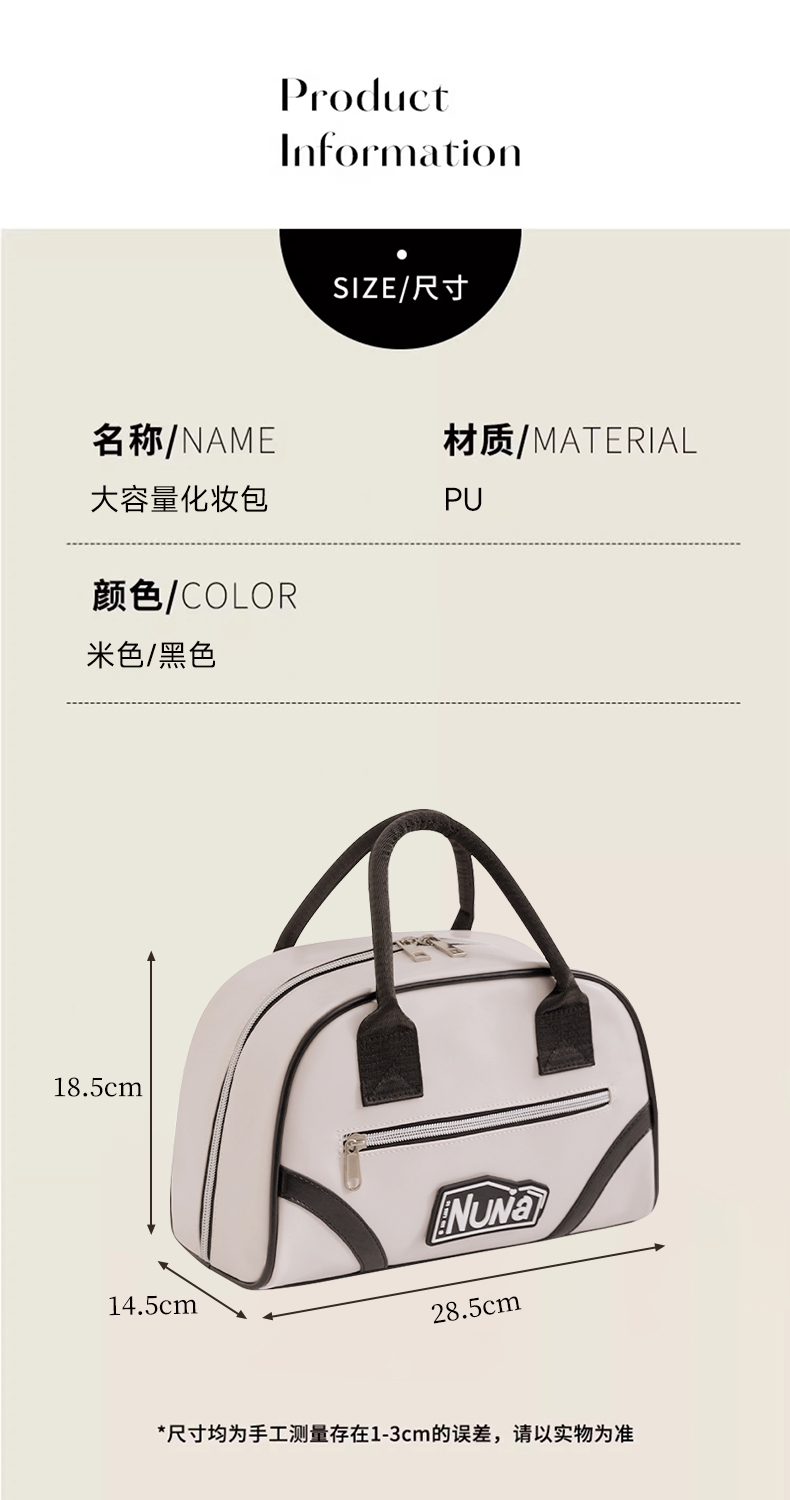 Product
Information
SIZE/尺寸
名称/NAME
材质/MATERIAL
大容量化妆包
PU
颜色/COLOR
米色/黑色
18.5cm
NUNa
14.5cm
28.5cm
*尺寸均为手工测量存在1-3cm的误差，请以实物为准